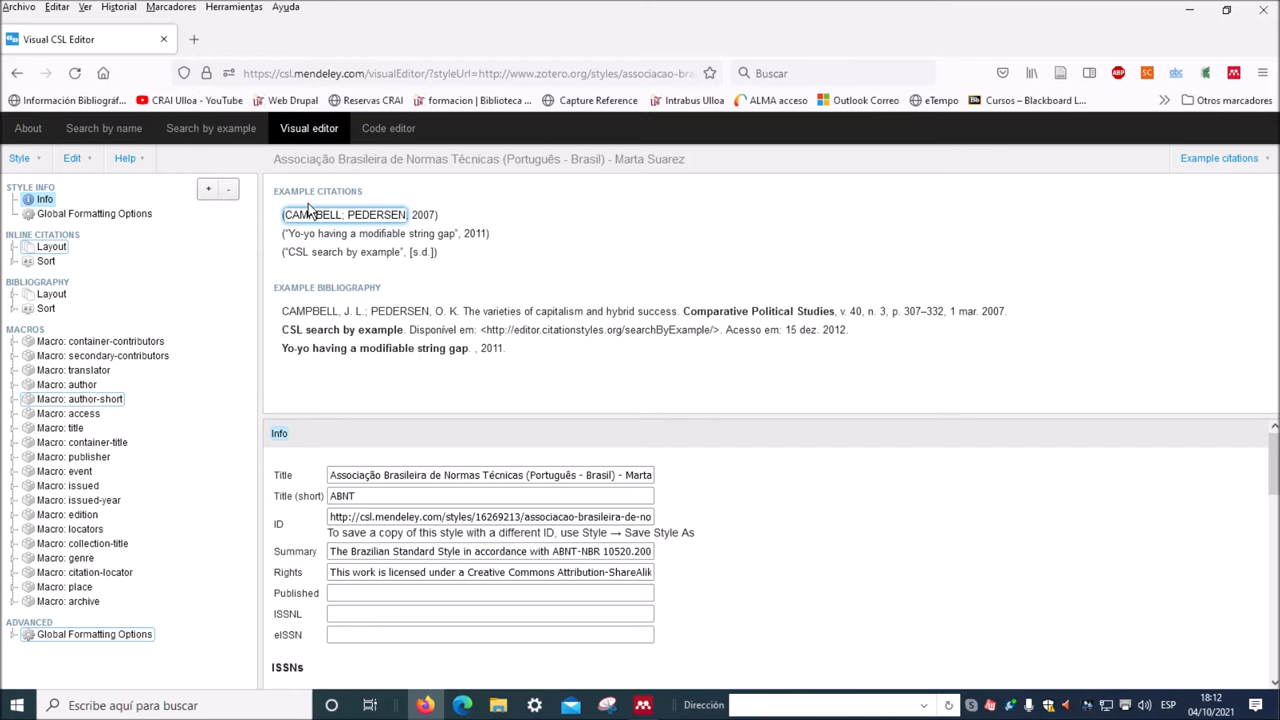 Archivo Editar Ver Historial Marcadores Herramientas Ayuda
Visual CSL Editor
https://csl.mendeley.com/visualEditor/?styleUrl=http://www.zotero.org/styles/associacao-bra
Buscar
Información Bibliográf... CRAI Ulloa - YouTube Web Drupal Reservas CRAI formacion | Biblioteca ... Capture Reference Intrabus Ulloa ALMA acceso Outlook Correo eTempo Cursos – Blackboard L... Otros marcadores
About Search by name Search by example Visual editor Code editor
Style Edit Help
Associação Brasileira de Normas Técnicas (Português - Brasil) - Marta Suarez
Example citations
STYLE INFO
Info
Global Formatting Options
INLINE CITATIONS
Layout
Sort
BIBLIOGRAPHY
Layout
Sort
MACROS
Macro: container-contributors
Macro: secondary-contributors
Macro: translator
Macro: author
Macro: author-short
Macro: access
Macro: title
Macro: container-title
Macro: publisher
Macro: event
Macro: issued
Macro: issued-year
Macro: edition
Macro: locators
Macro: collection-title
Macro: genre
Macro: citation-locator
Macro: place
Macro: archive
ADVANCED
Global Formatting Options
+ -
EXAMPLE CITATIONS
(CAMPBELL; PEDERSEN, 2007)
(“Yo-yo having a modifiable string gap”, 2011)
(“CSL search by example”, [s.d.])
EXAMPLE BIBLIOGRAPHY
CAMPBELL, J. L.; PEDERSEN, O. K. The varieties of capitalism and hybrid success. Comparative Political Studies, v. 40, n. 3, p. 307–332, 1 mar. 2007.
CSL search by example. Disponível em: <http://editor.citationstyles.org/searchByExample/>. Acesso em: 15 dez. 2012.
Yo-yo having a modifiable string gap. , 2011.
Info
Title Associação Brasileira de Normas Técnicas (Português - Brasil) - Marta
Title (short) ABNT
ID http://csl.mendeley.com/styles/16269213/associacao-brasileira-de-no
To save a copy of this style with a different ID, use Style → Save Style As
Summary The Brazilian Standard Style in accordance with ABNT-NBR 10520.200
Rights This work is licensed under a Creative Commons Attribution-ShareAlik
Published
ISSNL
eISSN
ISSNs
Escribe aquí para buscar
Dirección
ESP
18:12
04/10/2021